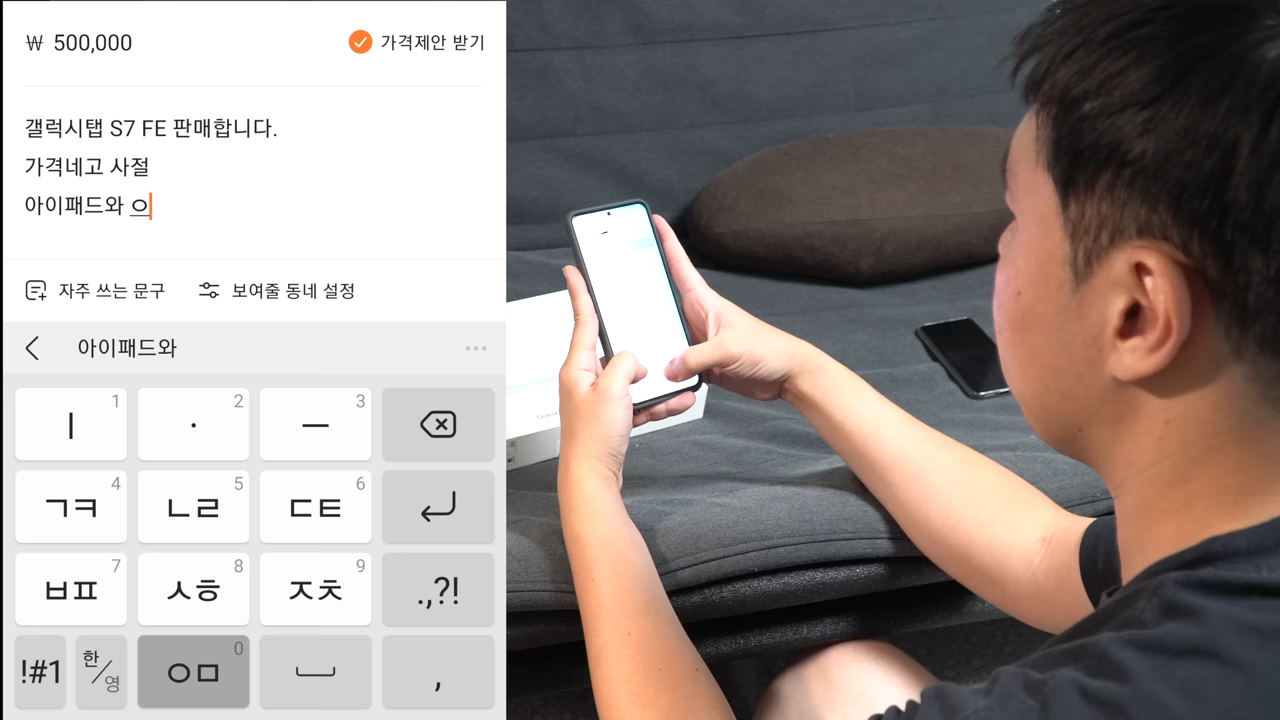 ₩ 500,000
가격제안 받기
갤럭시탭 S7 FE 판매합니다.
가격네고 사절
아이패드와 ㅇ
자주 쓰는 문구
보여줄 동네 설정
아이패드와
ㅣ 1
· 2
ㅡ 3
ㄱㅋ 4
ㄴㄹ 5
ㄷㅌ 6
ㅂㅍ 7
ㅅㅎ 8
ㅈㅊ 9
.,?!
!#1
한/영
ㅇㅁ 0
,